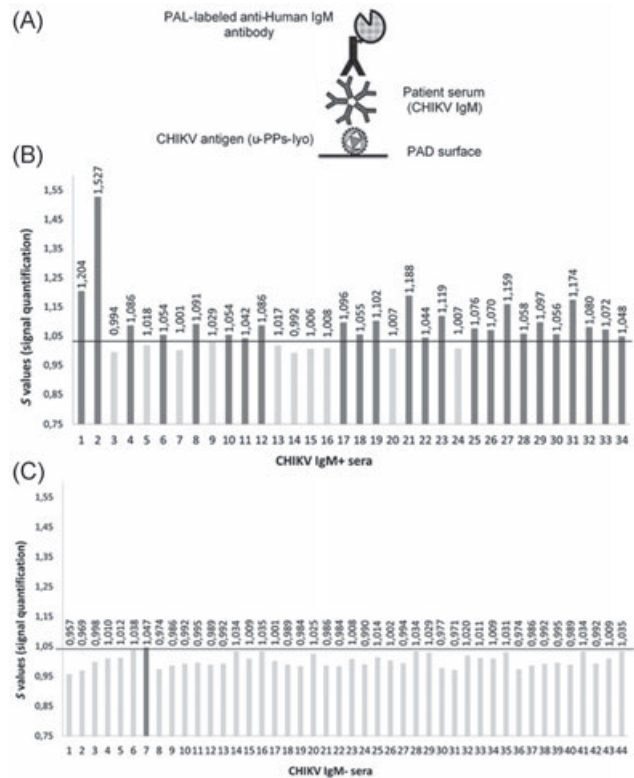 (A)
PAL-labeled anti-Human IgM
antibody
Patient serum
(CHIKV IgM)
CHIKV antigen (u-PPs-lyo)
PAD surface
(B)
S values (signal quantification)
1,55
1,45
1,35
1,25
1,15
1,05
0,95
0,85
0,75
1,204 1,527 0,994 1,086 1,018 1,054 1,001 1,091 1,029 1,054 1,042 1,086 1,017 0,992 1,006 1,008 1,096 1,055 1,102 1,007 1,188 1,044 1,119 1,007 1,076 1,070 1,159 1,058 1,097 1,056 1,174 1,080 1,072 1,048
1 2 3 4 5 6 7 8 9 10 11 12 13 14 15 16 17 18 19 20 21 22 23 24 25 26 27 28 29 30 31 32 33 34
CHIKV IgM+ sera
(C)
S values (signal quantification)
1,55
1,45
1,35
1,25
1,15
1,05
0,95
0,85
0,75
0,957 0,969 0,998 1,010 1,012 1,038 1,047 0,974 0,986 0,992 0,995 0,989 0,992 1,034 1,009 1,035 1,001 0,989 0,984 1,025 0,986 0,984 1,008 0,990 1,014 1,002 0,994 1,034 1,029 0,977 0,971 1,020 1,011 1,009 1,031 0,974 0,986 0,992 0,995 0,989 1,034 0,992 1,009 1,035
1 2 3 4 5 6 7 8 9 10 11 12 13 14 15 16 17 18 19 20 21 22 23 24 25 26 27 28 29 30 31 32 33 34 35 36 37 38 39 40 41 42 43 44
CHIKV IgM- sera